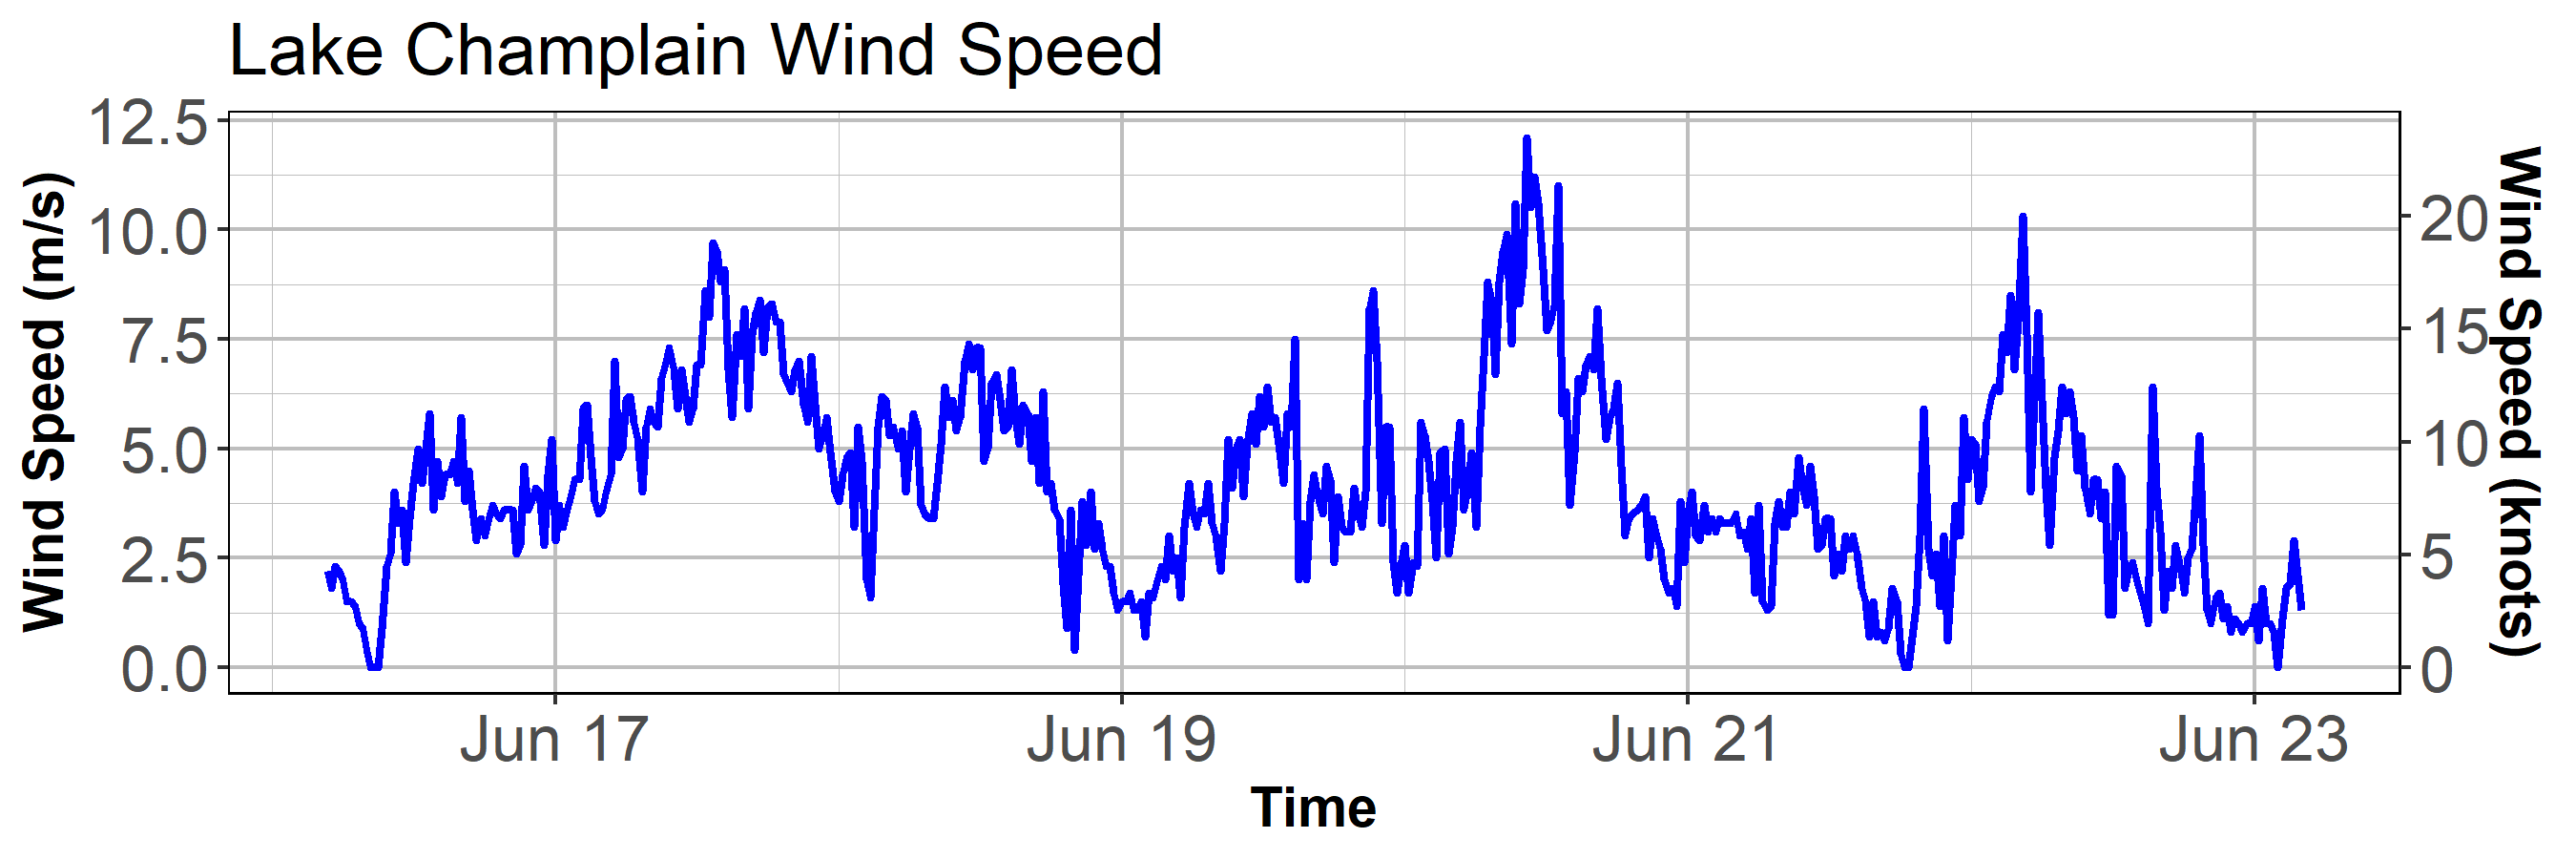 Lake Champlain Wind Speed
12.5
10.0
7.5
5.0
2.5
0.0
Wind Speed (m/s)
20
15
10
5
0
Wind Speed (knots)
Jun 17
Jun 19
Jun 21
Jun 23
Time